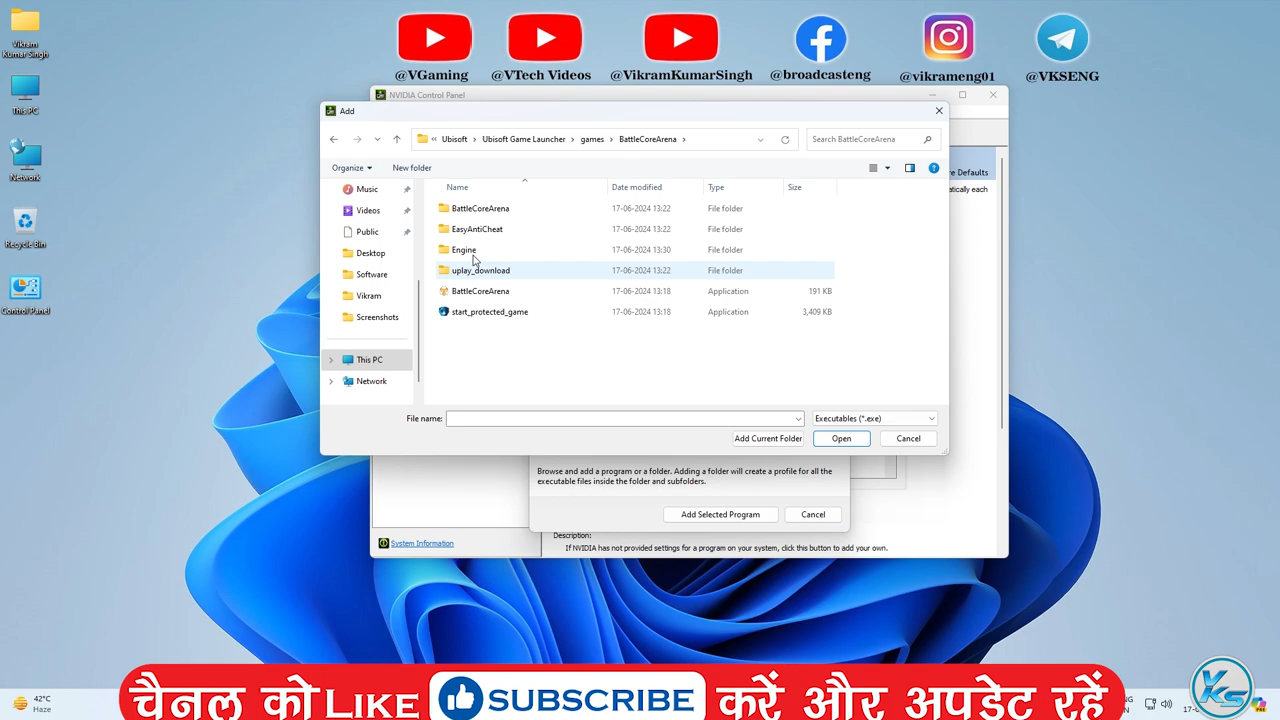 Vikram
Kumar Singh
This PC
Network
Recycle Bin
Control Panel
@VGaming
@VTech Videos
@VikramKumarSingh
@broadcasteng
@vikrameng01
@VKSENG
NVIDIA Control Panel
Add
« Ubisoft > Ubisoft Game Launcher > games > BattleCoreArena >
Search BattleCoreArena
Organize
New folder
Music
Videos
Public
Desktop
Software
Vikram
Screenshots
This PC
Network
Name Date modified Type Size
BattleCoreArena 17-06-2024 13:22 File folder
EasyAntiCheat 17-06-2024 13:22 File folder
Engine 17-06-2024 13:30 File folder
uplay_download 17-06-2024 13:22 File folder
BattleCoreArena 17-06-2024 13:18 Application 191 KB
start_protected_game 17-06-2024 13:18 Application 3,409 KB
File name:
Executables (*.exe)
Add Current Folder
Open
Cancel
Defaults
atically each
Browse and add a program or a folder. Adding a folder will create a profile for all the
executable files inside the folder and subfolders.
Add Selected Program
Cancel
System Information
Description:
If NVIDIA has not provided settings for a program on your system, click this button to add your own.
42°C
Haze
चैनल को LIKE SUBSCRIBE करें और अपडेट रहें
KS